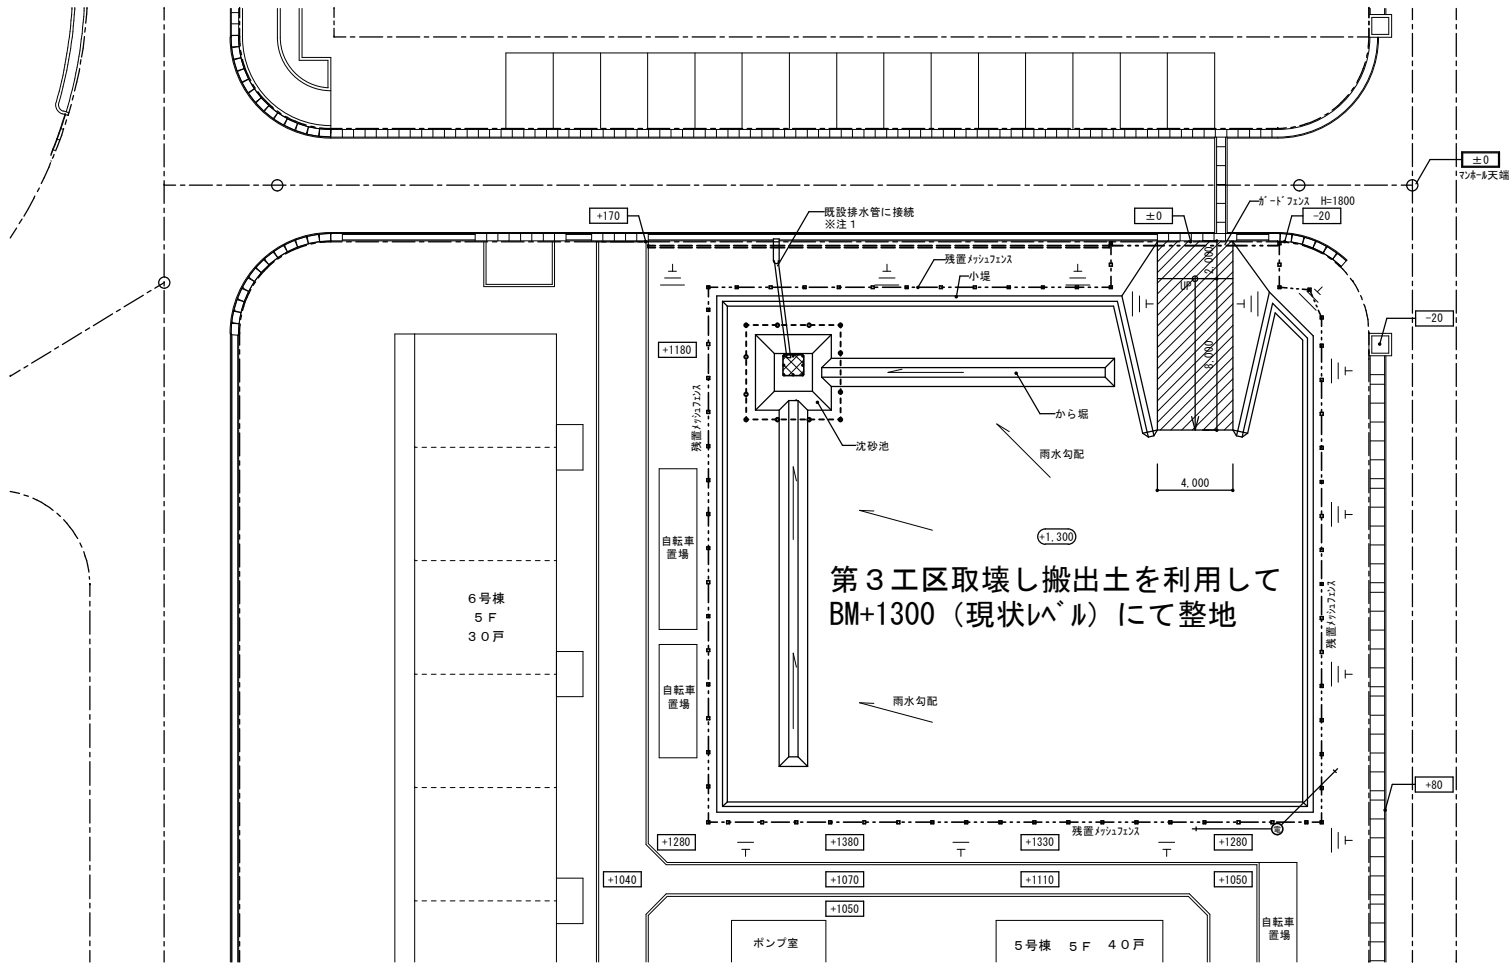 ±0
ﾏﾝﾎｰﾙ天端
+170
既設排水管に接続
※注１
±0
ｶﾞｰﾄﾞﾌｪﾝｽ H=1800
-20
残置ﾒｯｼｭﾌｪﾝｽ
小堤
2,000
UP
-20
+1180
8,000
残置ﾒｯｼｭﾌｪﾝｽ
から堀
沈砂池
雨水勾配
4,000
自転車
置場
+1,300
第３工区取壊し搬出土を利用して
BM+1300（現状ﾚﾍﾞﾙ）にて整地
６号棟
５Ｆ
３０戸
残置ﾒｯｼｭﾌｪﾝｽ
自転車
置場
雨水勾配
+80
残置ﾒｯｼｭﾌｪﾝｽ
電
+1280
+1380
+1330
+1280
+1040
+1070
+1110
+1050
+1050
ポンプ室
５号棟 ５Ｆ ４０戸
自転車
置場